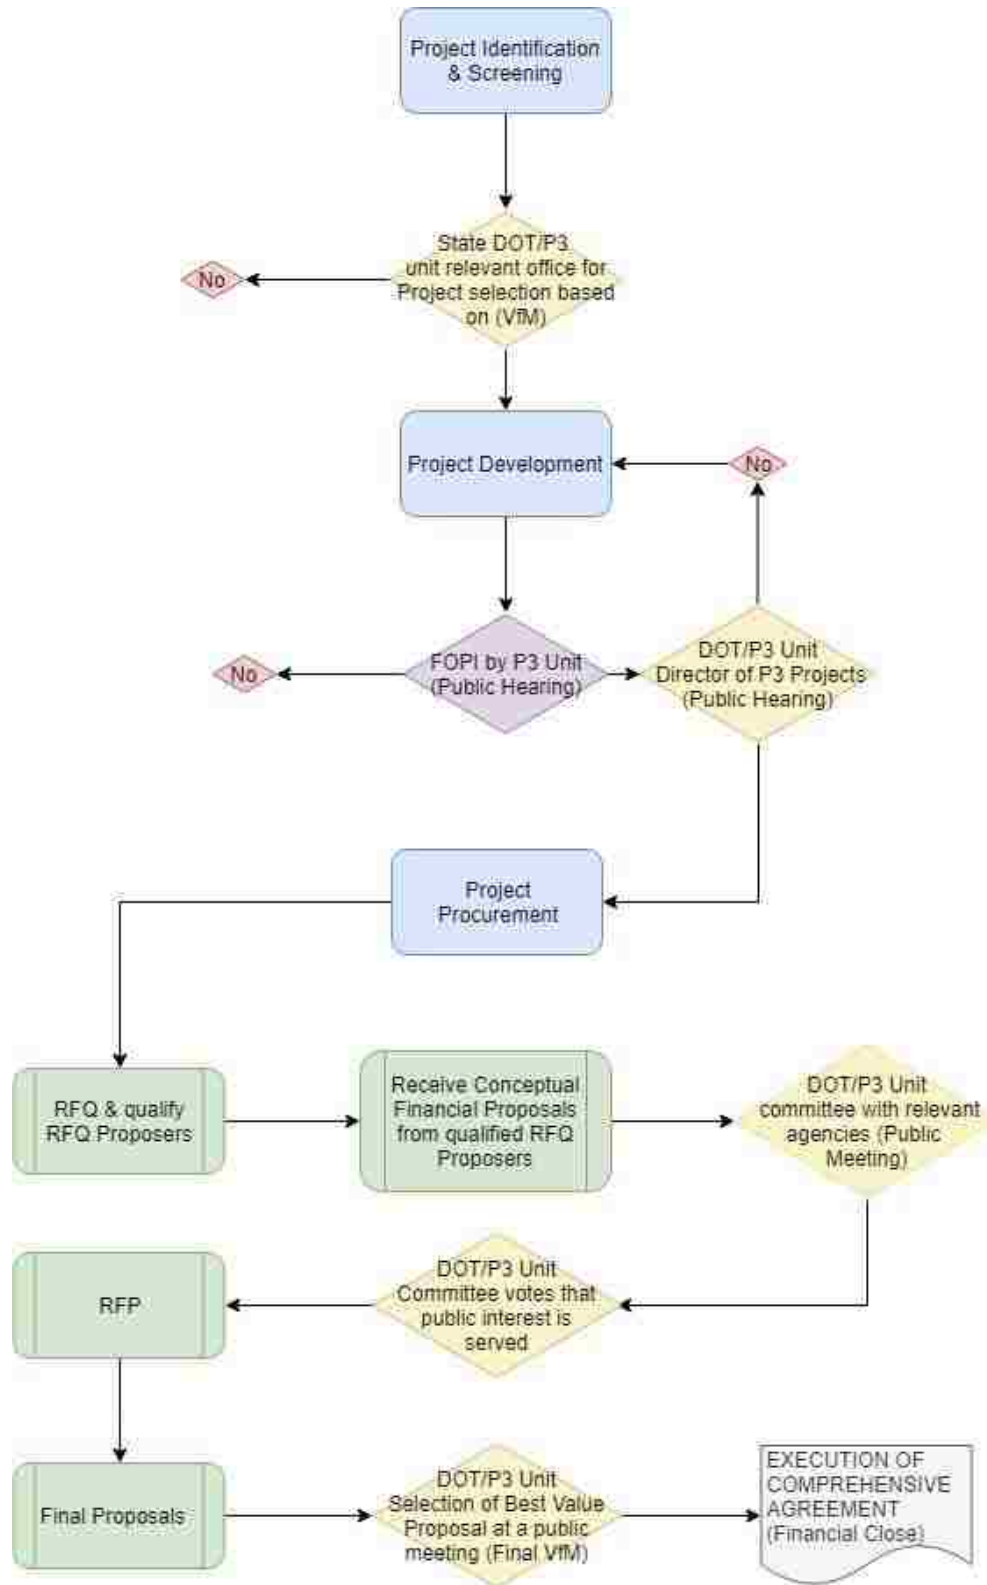 Project Identification
& Screening
State DOT/P3
unit relevant office for
Project selection based
on (VfM)
No
Project Development
No
FOPI by P3 Unit
(Public Hearing)
No
DOT/P3 Unit
Director of P3 Projects
(Public Hearing)
Project
Procurement
RFQ & qualify
RFQ Proposers
Receive Conceptual
Financial Proposals
from qualified RFQ
Proposers
DOT/P3 Unit
committee with relevant
agencies (Public
Meeting)
DOT/P3 Unit
Committee votes that
public interest is
served
RFP
Final Proposals
DOT/P3 Unit
Selection of Best Value
Proposal at a public
meeting (Final VfM)
EXECUTION OF
COMPREHENSIVE
AGREEMENT
(Financial Close)